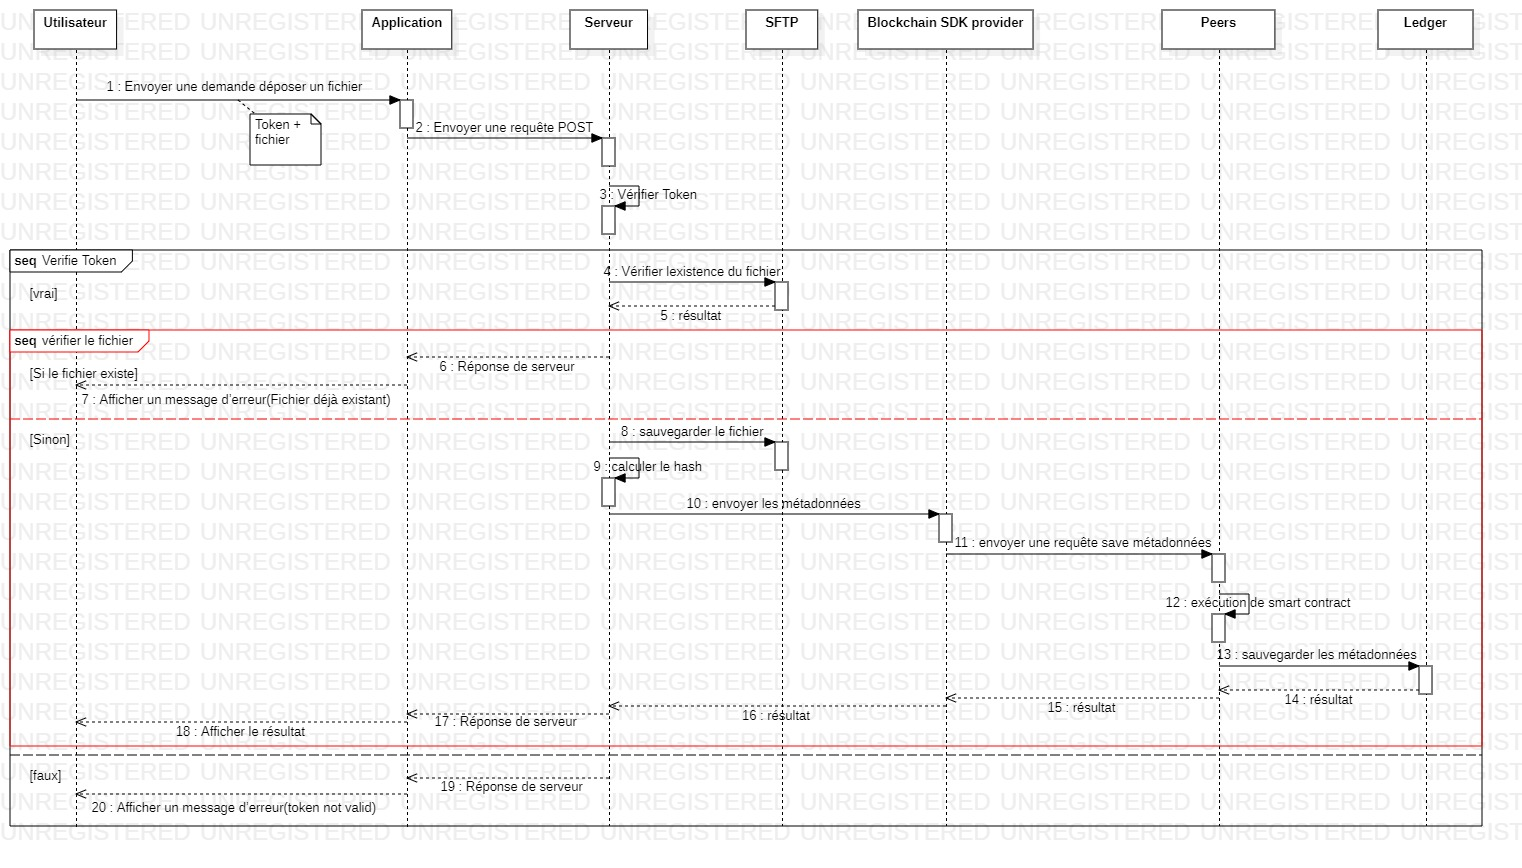 Utilisateur
Application
Serveur
SFTP
Blockchain SDK provider
Peers
Ledger
1 : Envoyer une demande déposer un fichier
Token +
fichier
2 : Envoyer une requête POST
3 : Vérifier Token
seq Verifie Token
[vrai]
4 : Vérifier lexistence du fichier
5 : résultat
seq vérifier le fichier
[Si le fichier existe]
6 : Réponse de serveur
7 : Afficher un message d'erreur(Fichier déjà existant)
[Sinon]
8 : sauvegarder le fichier
9 : calculer le hash
10 : envoyer les métadonnées
11 : envoyer une requête save métadonnées
12 : exécution de smart contract
13 : sauvegarder les métadonnées
14 : résultat
15 : résultat
16 : résultat
17 : Réponse de serveur
18 : Afficher le résultat
[faux]
19 : Réponse de serveur
20 : Afficher un message d'erreur(token not valid)
UNREGISTERED